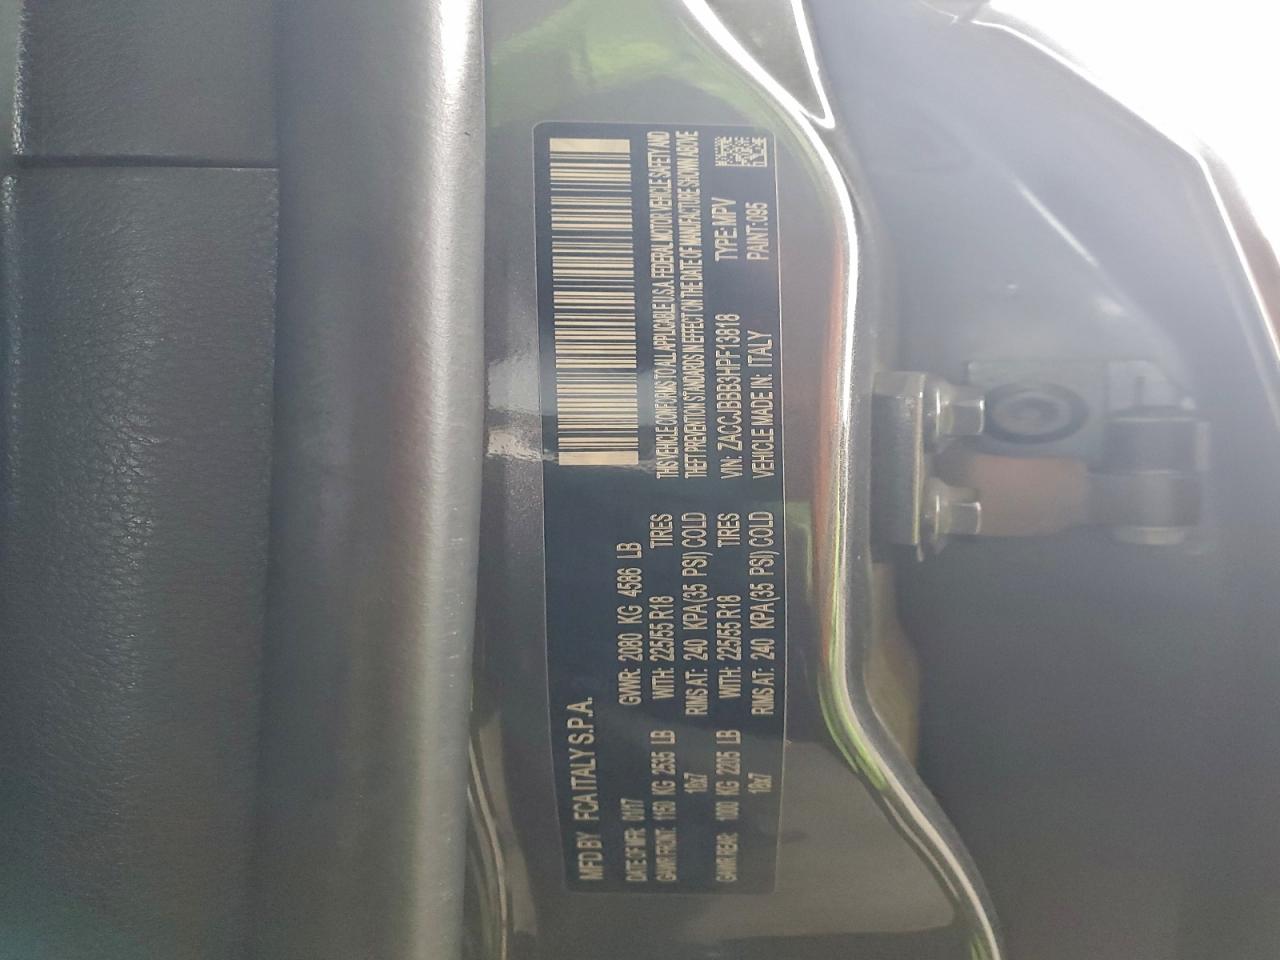 MFD BY FCA ITALY S.P.A.
DATE OF MFR: 01/17 GVWR: 2080 KG 4586 LB
GAWR FRONT: 1150 KG 2535 LB WITH: 225/55 R18 TIRES
18x7 RIMS AT: 240 KPA(35 PSI) COLD
GAWR REAR: 1000 KG 2205 LB WITH: 225/55 R18 TIRES
18x7 RIMS AT: 240 KPA(35 PSI) COLD
THIS VEHICLE CONFORMS TO ALL APPLICABLE U.S.A. FEDERAL MOTOR VEHICLE SAFETY AND
THEFT PREVENTION STANDARDS IN EFFECT ON THE DATE OF MANUFACTURE SHOWN ABOVE
VIN: ZACCJBBB3HPF13818 TYPE: MPV
VEHICLE MADE IN: ITALY PAINT: 095